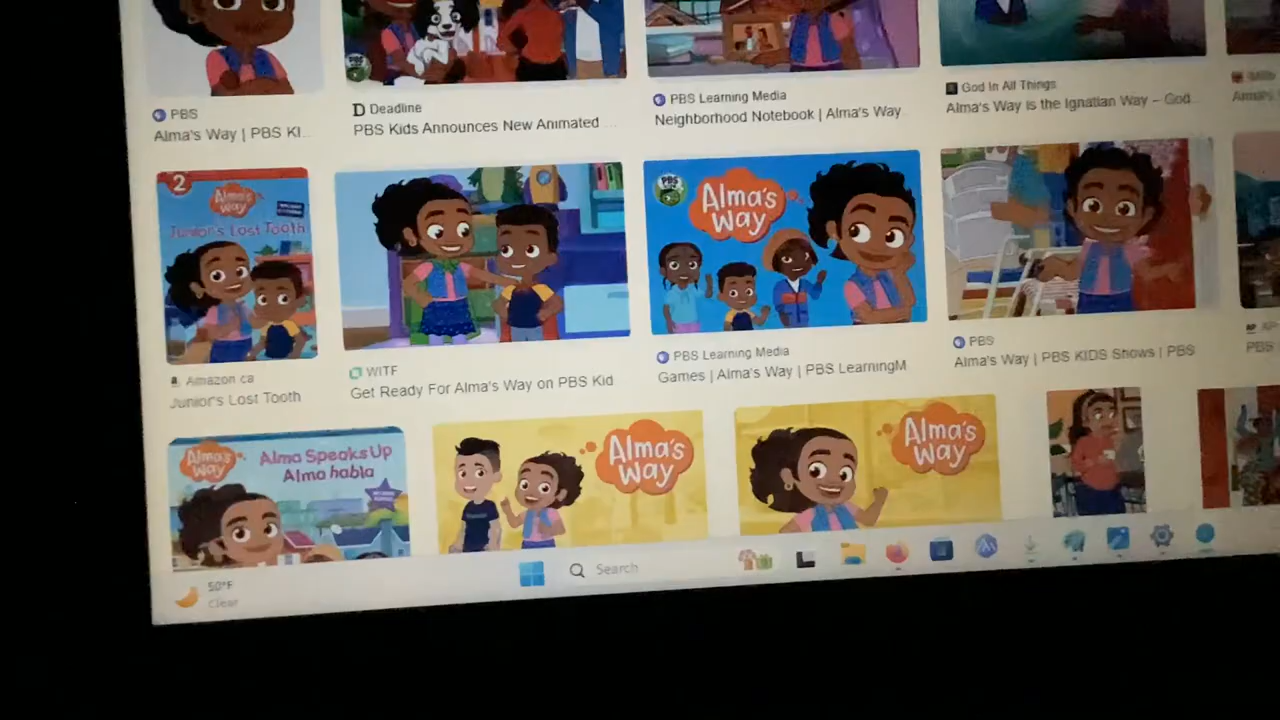 PBS
Alma's Way | PBS KI...
D Deadline
PBS Kids Announces New Animated ...
PBS Learning Media
Neighborhood Notebook | Alma's Way
God In All Things
Alma's Way is the Ignatian Way – God...
2
Alma's
Way
Junior's Lost Tooth
Amazon ca
Junior's Lost Tooth
WITF
Get Ready For Alma's Way on PBS Kid
PBS
KIDS
Alma's
Way
PBS Learning Media
Games | Alma's Way | PBS LearningM
PBS
Alma's Way | PBS KIDS Shows | PBS
AP
PBS
Alma's
Way
Alma Speaks Up
Alma habla
Alma's
Way
Alma's
Way
50°F
Clear
Search